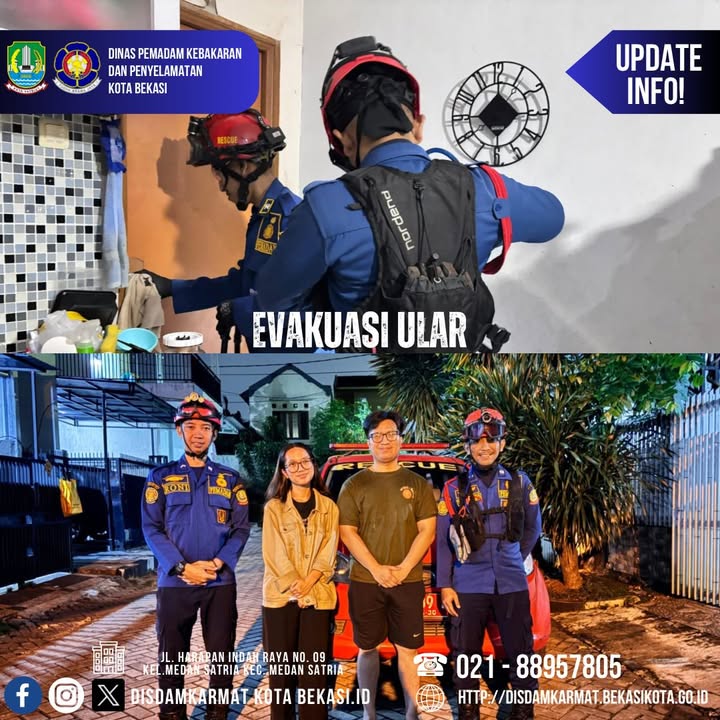 DINAS PEMADAM KEBAKARAN
DAN PENYELAMATAN
KOTA BEKASI
UPDATE
INFO!
RESCUE
nordpand
EVAKUASI ULAR
RESCUE
JL. HARAPAN INDAH RAYA NO. 09
KEL.MEDAN SATRIA KEC. MEDAN SATRIA
021 - 88957805
DISDAMKARMAT KOTA BEKASI.ID
HTTP://DISDAMKARMAT.BEKASIKOTA.GO.ID